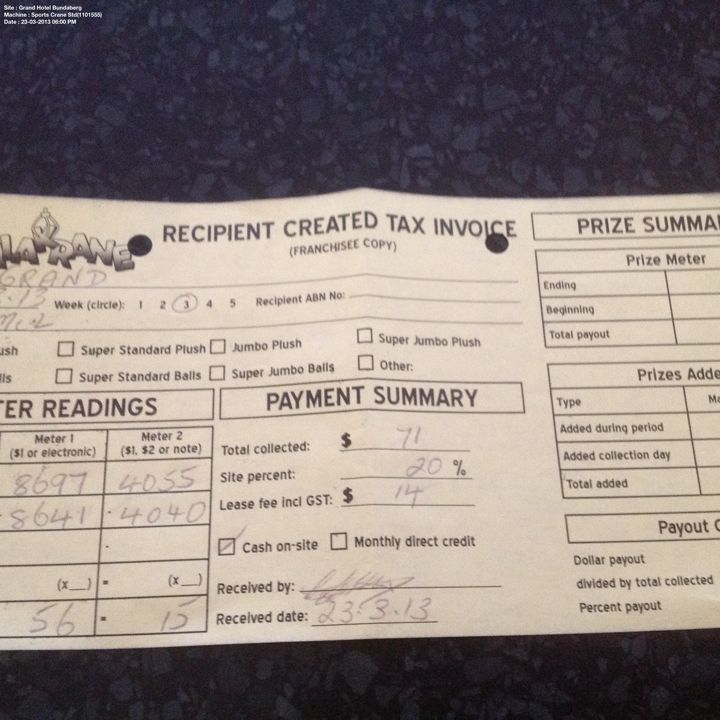 Site : Grand Hotel Bundaberg
Machine : Sports Crane Std(1101555)
Date : 23-03-2013 06:00 PM
RECIPIENT CREATED TAX INVOICE
(FRANCHISEE COPY)
GRAND
Week (circle): 1 2 3 4 5 Recipient ABN No:
ush Super Standard Plush Jumbo Plush Super Jumbo Plush
lls Super Standard Balls Super Jumbo Balls Other:
TER READINGS
Meter 1 Meter 2
($1 or electronic) ($1, $2 or note)
8697 4055
8641 - 4040
-
(x__) = (x__)
56 = 15
PAYMENT SUMMARY
Total collected: $ 71
Site percent: 20 %
Lease fee incl GST: $ 14
Cash on-site Monthly direct credit
Received by:
Received date: 23.3.13
PRIZE SUMMA
Prize Meter
Ending
Beginning
Total payout
Prizes Adde
Type M
Added during period
Added collection day
Total added
Payout C
Dollar payout
divided by total collected
Percent payout